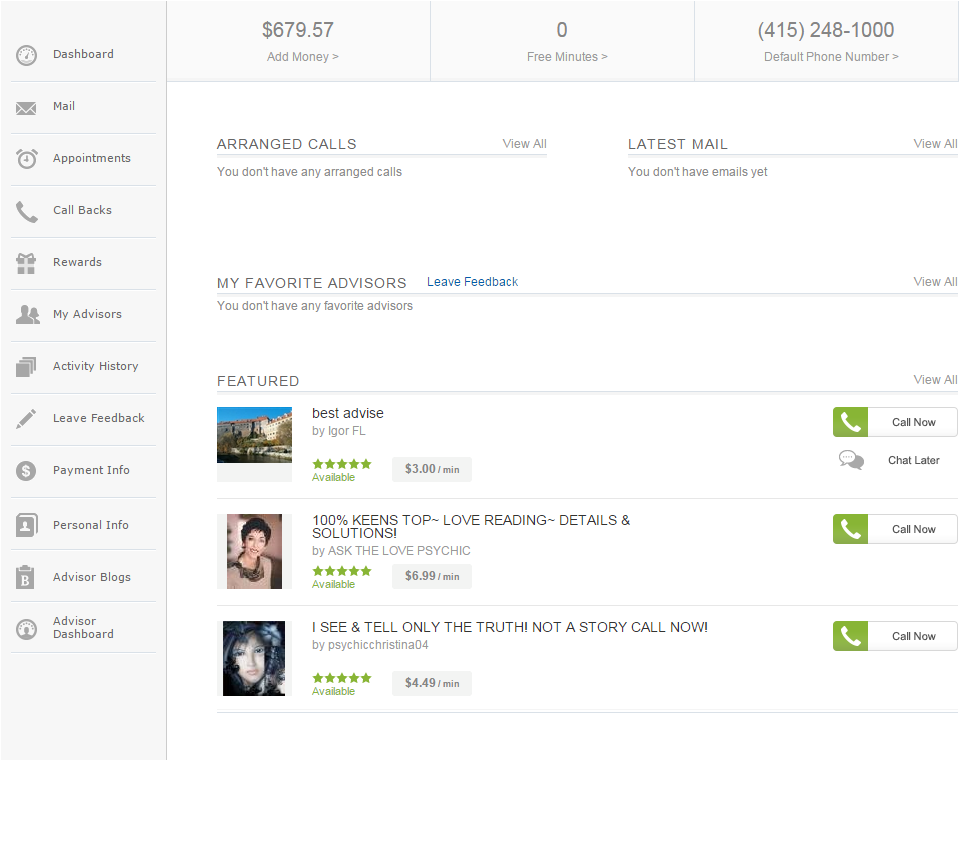 Dashboard
Mail
Appointments
Call Backs
Rewards
My Advisors
Activity History
Leave Feedback
Payment Info
Personal Info
Advisor Blogs
Advisor
Dashboard
$679.57
Add Money >
0
Free Minutes >
(415) 248-1000
Default Phone Number >
ARRANGED CALLS View All
You don't have any arranged calls
LATEST MAIL View All
You don't have emails yet
MY FAVORITE ADVISORS Leave Feedback View All
You don't have any favorite advisors
FEATURED View All
best advise
by Igor FL
Available
$3.00 / min
Call Now
Chat Later
100% KEENS TOP~ LOVE READING~ DETAILS &
SOLUTIONS!
by ASK THE LOVE PSYCHIC
Available
$6.99 / min
Call Now
I SEE & TELL ONLY THE TRUTH! NOT A STORY CALL NOW!
by psychicchristina04
Available
$4.49 / min
Call Now